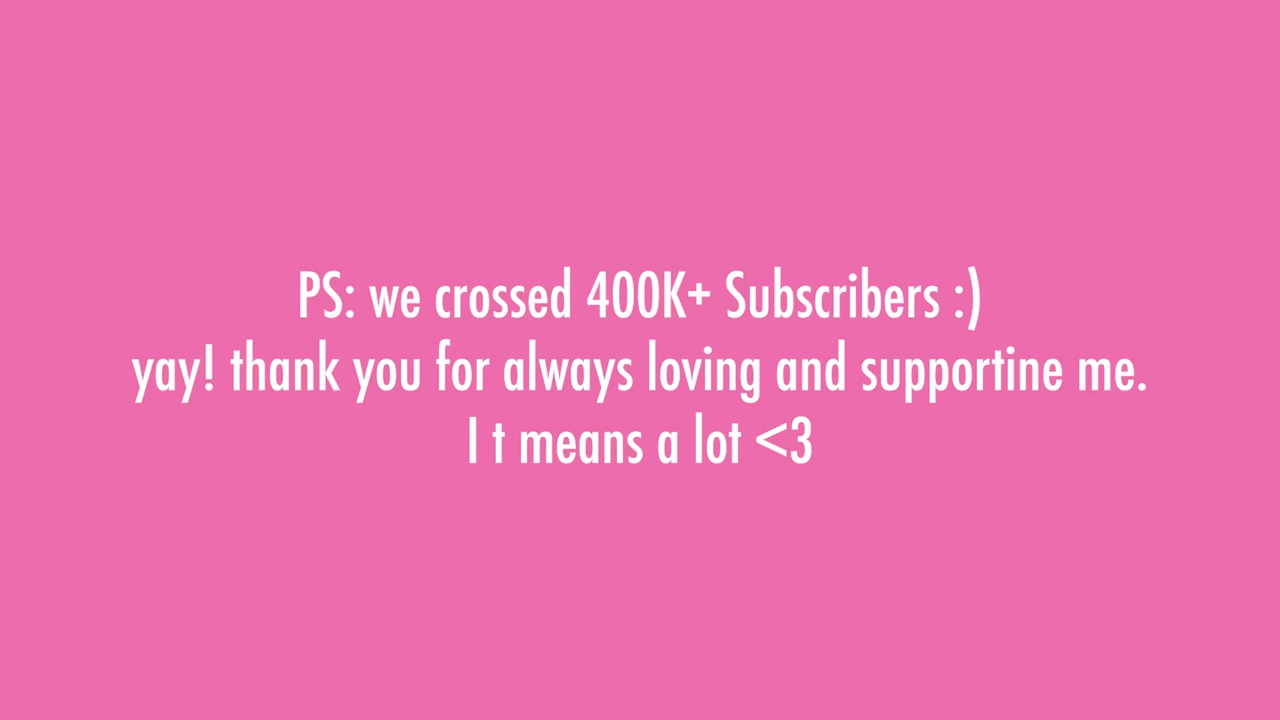 PS: we crossed 400K+ Subscribers :)
yay! thank you for always loving and supportine me.
I t means a lot <3